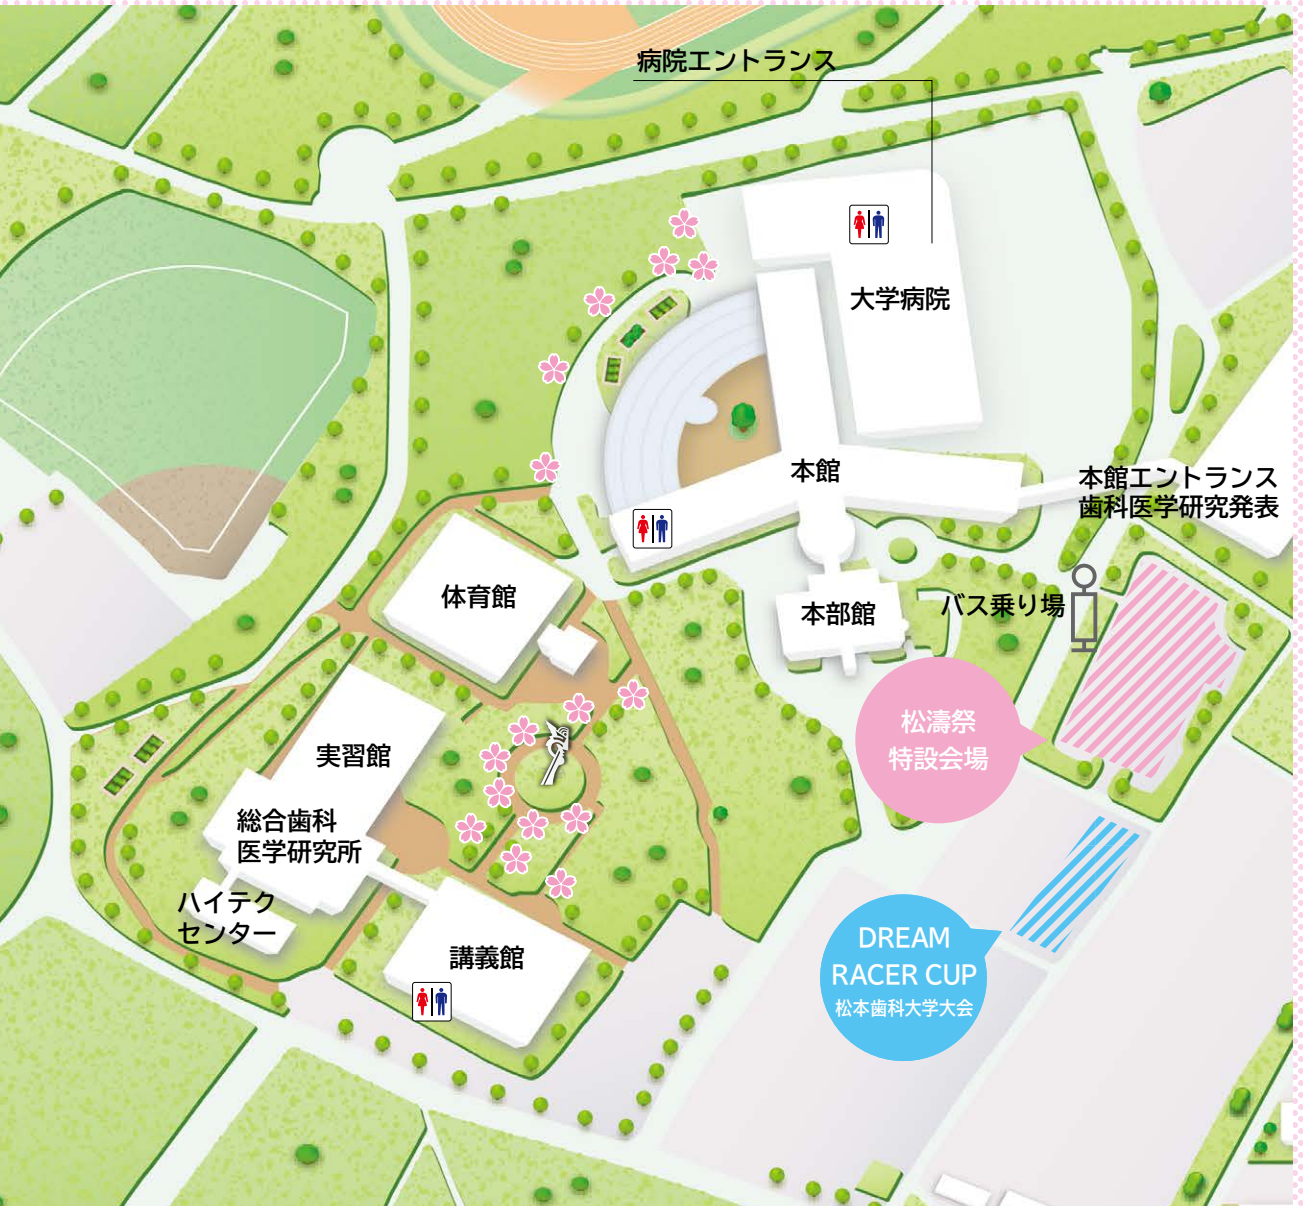 病院エントランス
大学病院
本館
本館エントランス
歯科医学研究発表
体育館
バス乗り場
本部館
松濤祭
特設会場
実習館
総合歯科
医学研究所
ハイテク
センター
講義館
DREAM
RACER CUP
松本歯科大学大会